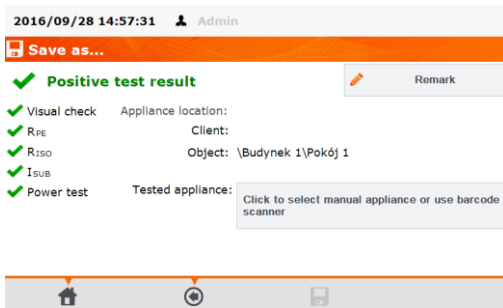 2016/09/28 14:57:31 Admin
Save as...
Positive test result
Remark
Visual check
RPE
RISO
ISUB
Power test
Appliance location:
Client:
Object: \Budynek 1\Pokój 1
Tested appliance:
Click to select manual appliance or use barcode
scanner